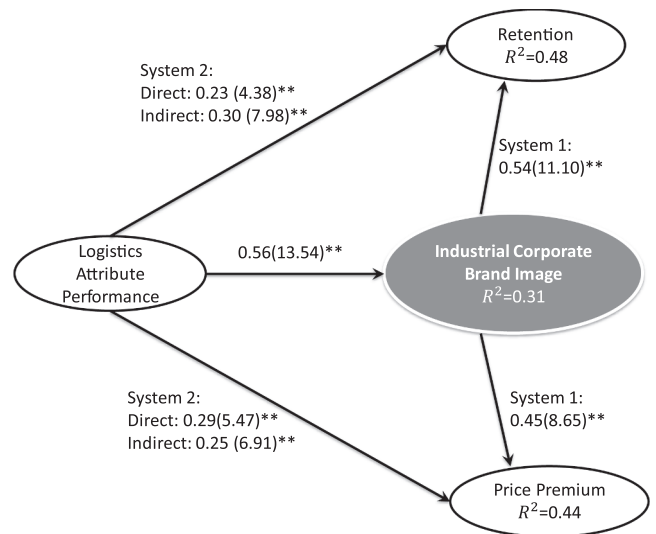 Retention
R²=0.48
System 2:
Direct: 0.23 (4.38)**
Indirect: 0.30 (7.98)**
System 1:
0.54(11.10)**
Logistics
Attribute
Performance
0.56(13.54)**
Industrial Corporate
Brand Image
R²=0.31
System 2:
Direct: 0.29(5.47)**
Indirect: 0.25 (6.91)**
System 1:
0.45(8.65)**
Price Premium
R²=0.44